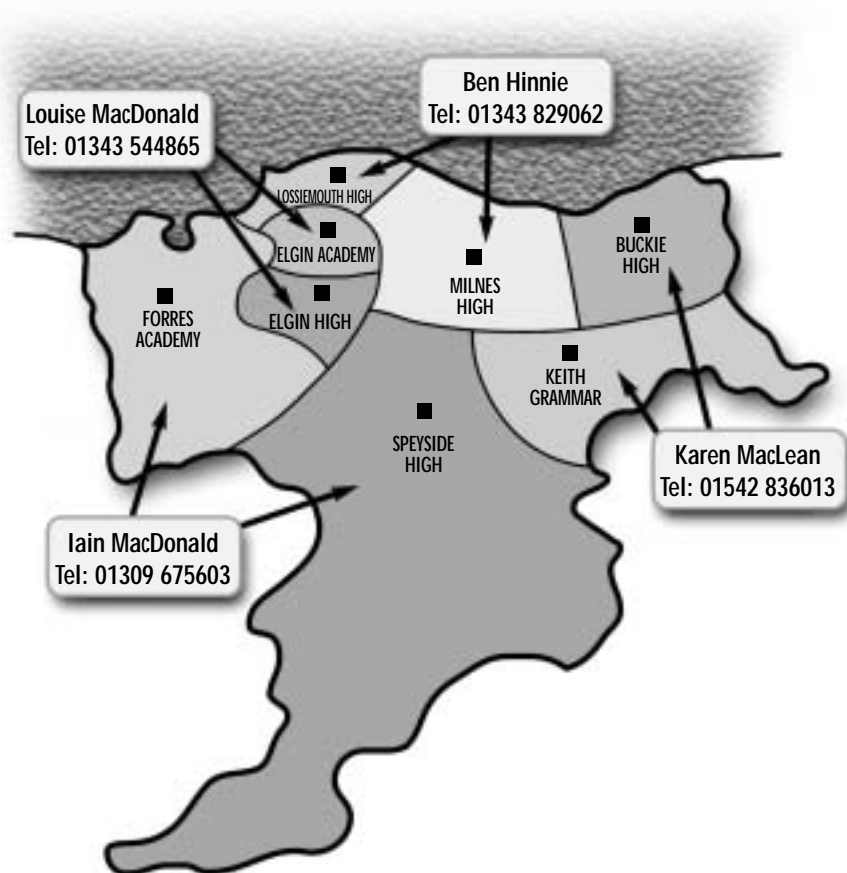 Ben Hinnie
Tel: 01343 829062
Louise MacDonald
Tel: 01343 544865
LOSSIEMOUTH HIGH
ELGIN ACADEMY
BUCKIE
HIGH
MILNES
HIGH
FORRES
ACADEMY
ELGIN HIGH
KEITH
GRAMMAR
SPEYSIDE
HIGH
Karen MacLean
Tel: 01542 836013
Iain MacDonald
Tel: 01309 675603